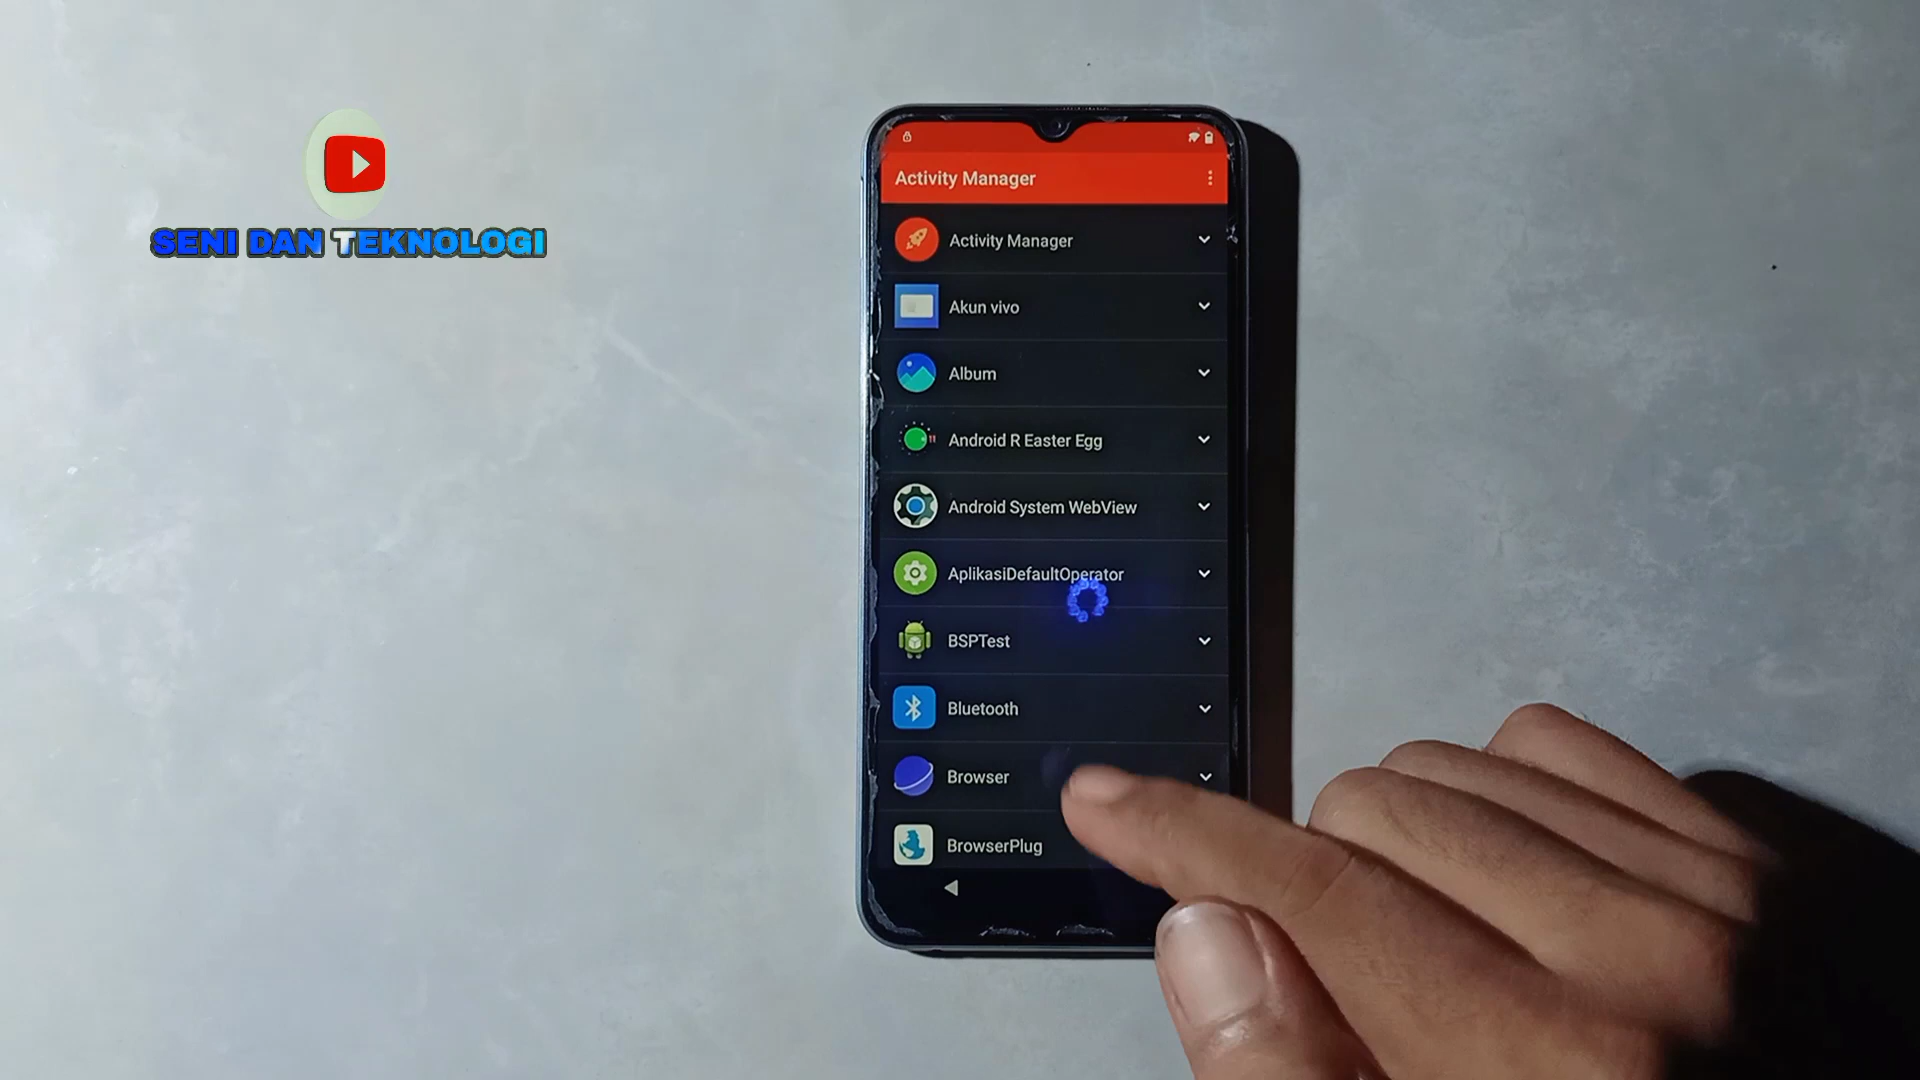 SENI DAN TEKNOLOGI
Activity Manager
Activity Manager
Akun vivo
Album
Android R Easter Egg
Android System WebView
AplikasiDefaultOperator
BSPTest
Bluetooth
Browser
BrowserPlug